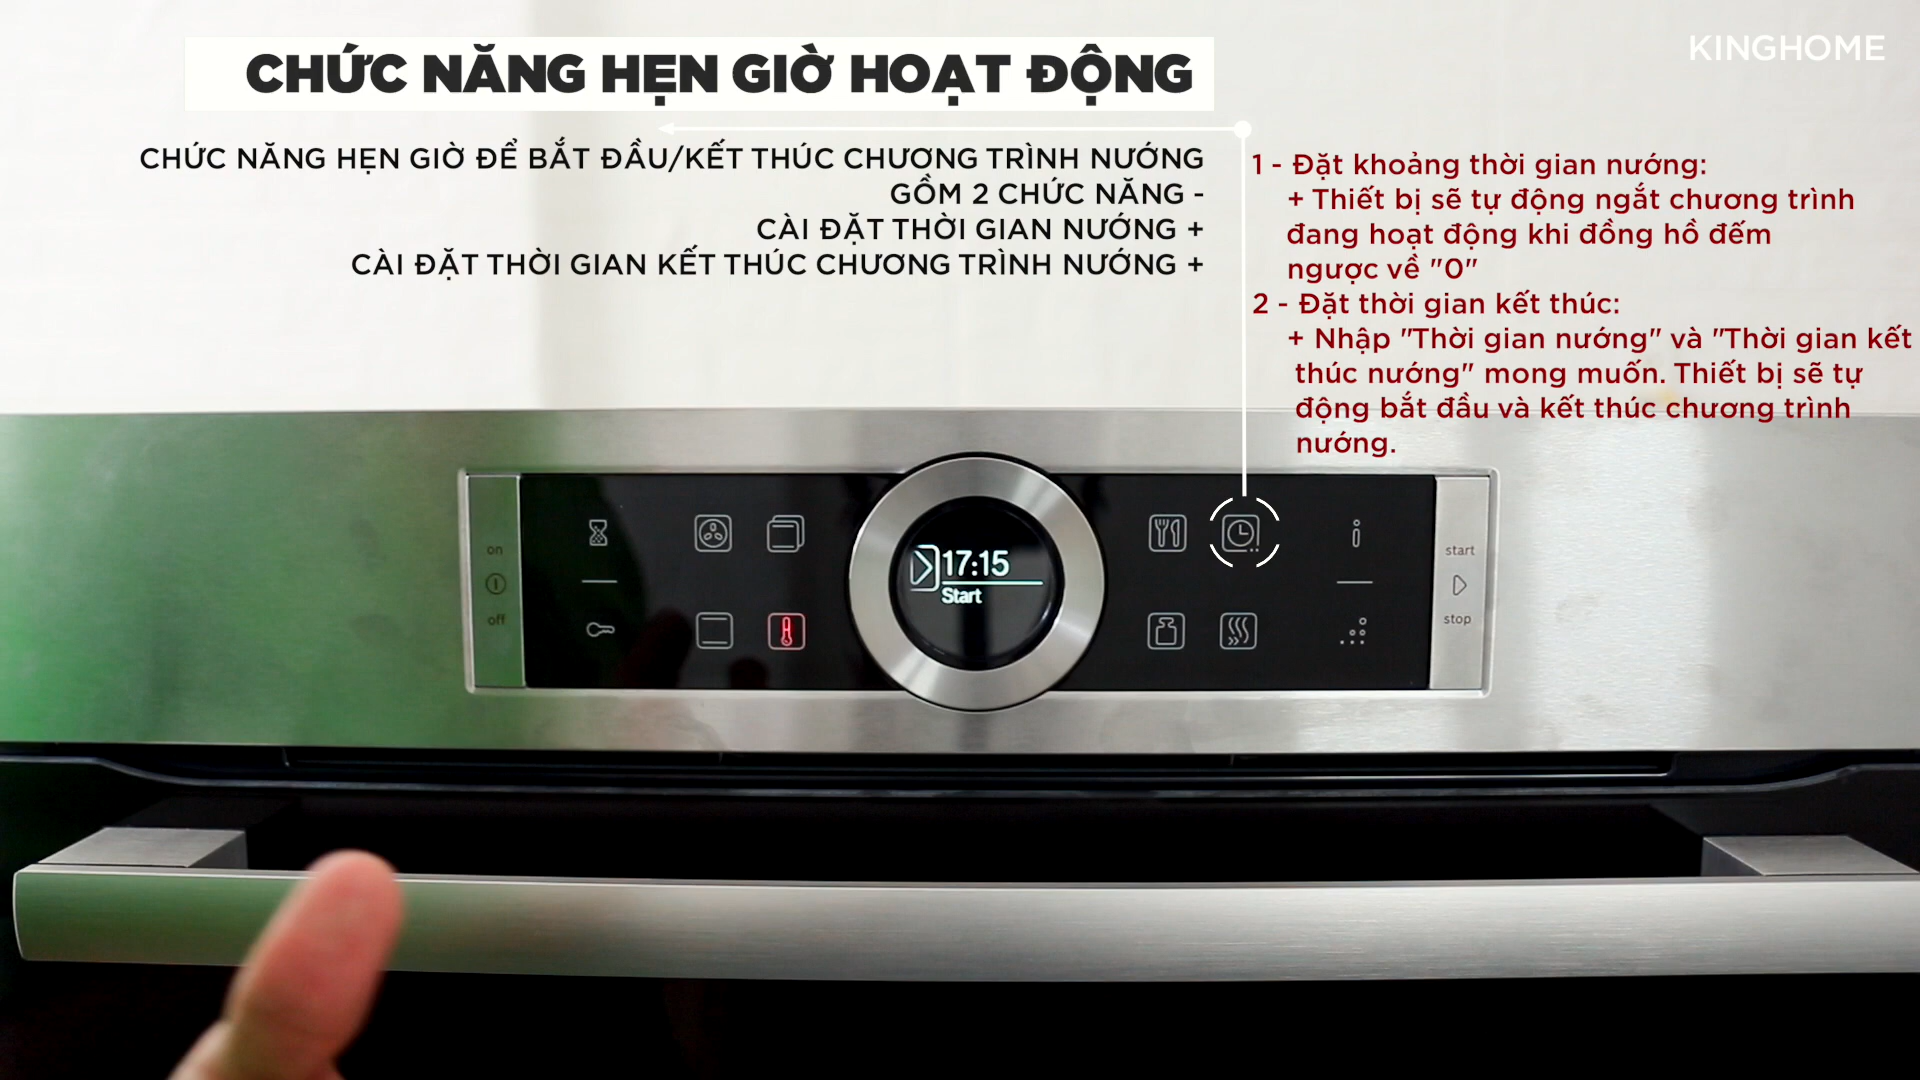 KINGHOME
CHỨC NĂNG HẸN GIỜ HOẠT ĐỘNG
CHỨC NĂNG HẸN GIỜ ĐỂ BẮT ĐẦU/KẾT THÚC CHƯƠNG TRÌNH NƯỚNG
GỒM 2 CHỨC NĂNG -
CÀI ĐẶT THỜI GIAN NƯỚNG +
CÀI ĐẶT THỜI GIAN KẾT THÚC CHƯƠNG TRÌNH NƯỚNG +
1 - Đặt khoảng thời gian nướng:
+ Thiết bị sẽ tự động ngắt chương trình
đang hoạt động khi đồng hồ đếm
ngược về "0"
2 - Đặt thời gian kết thúc:
+ Nhập "Thời gian nướng" và "Thời gian kết
thúc nướng" mong muốn. Thiết bị sẽ tự
động bắt đầu và kết thúc chương trình
nướng.
on
off
17:15
Start
i
start
stop